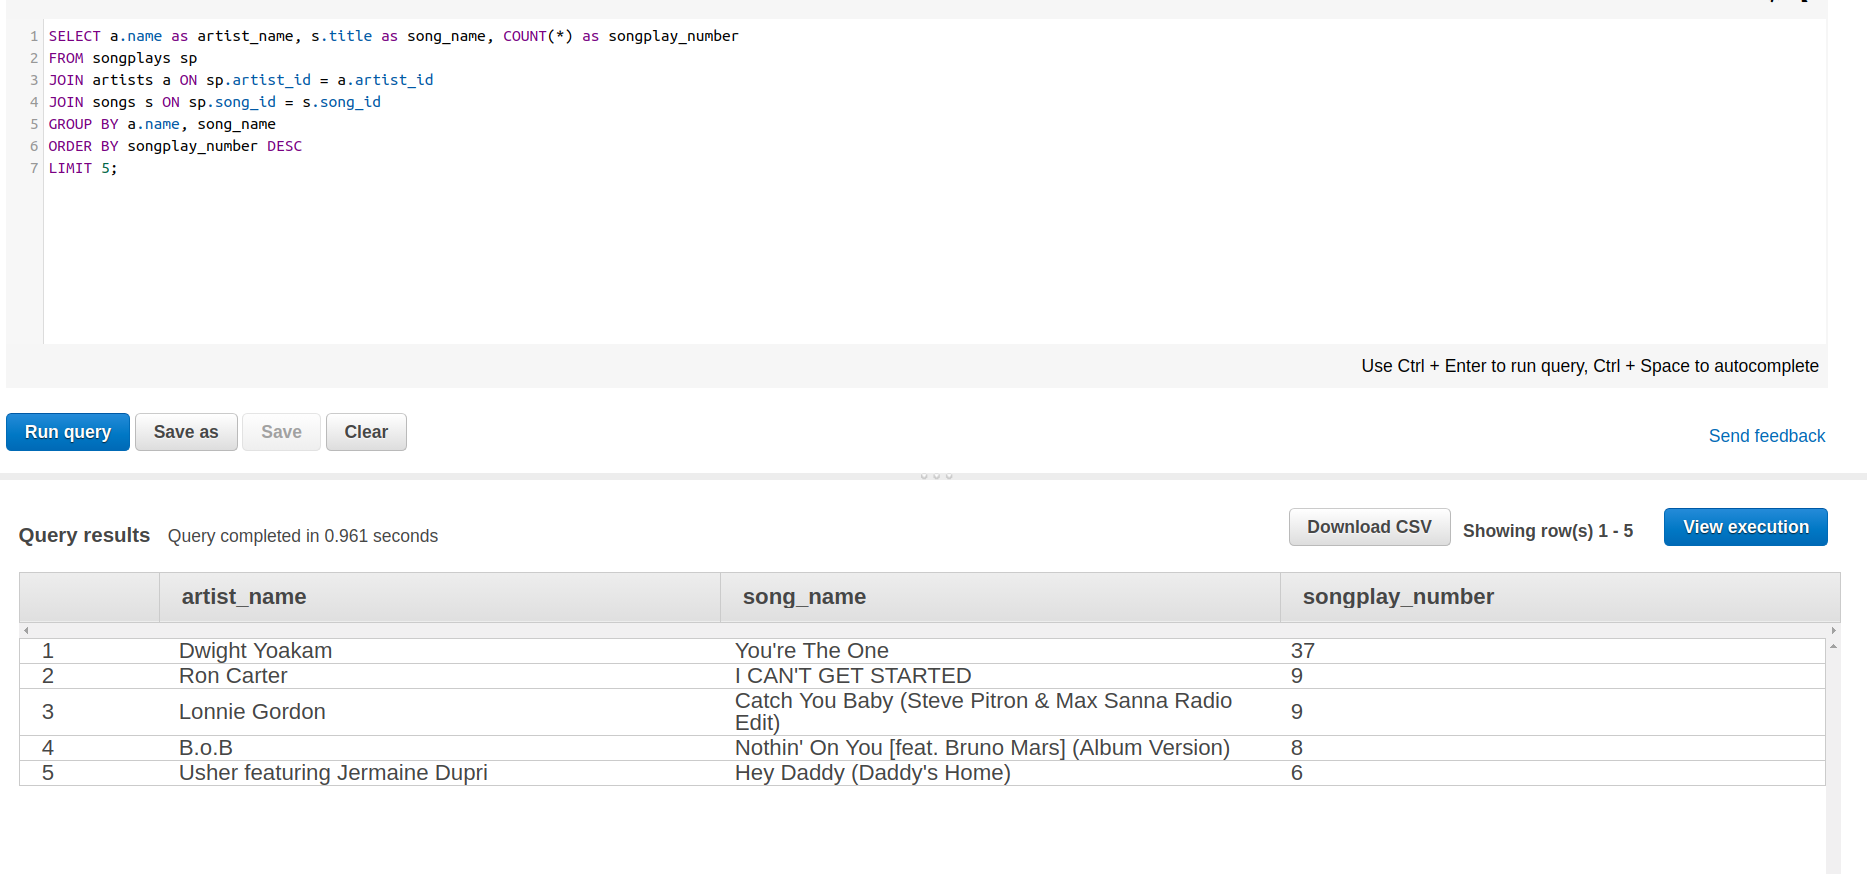 1 SELECT a.name as artist_name, s.title as song_name, COUNT(*) as songplay_number
2 FROM songplays sp
3 JOIN artists a ON sp.artist_id = a.artist_id
4 JOIN songs s ON sp.song_id = s.song_id
5 GROUP BY a.name, song_name
6 ORDER BY songplay_number DESC
7 LIMIT 5;
Use Ctrl + Enter to run query, Ctrl + Space to autocomplete
Run query Save as Save Clear
Send feedback
Query results Query completed in 0.961 seconds
Download CSV Showing row(s) 1 - 5 View execution
artist_name song_name songplay_number
1 Dwight Yoakam You're The One 37
2 Ron Carter I CAN'T GET STARTED 9
3 Lonnie Gordon Catch You Baby (Steve Pitron & Max Sanna Radio
Edit) 9
4 B.o.B Nothin' On You [feat. Bruno Mars] (Album Version) 8
5 Usher featuring Jermaine Dupri Hey Daddy (Daddy's Home) 6